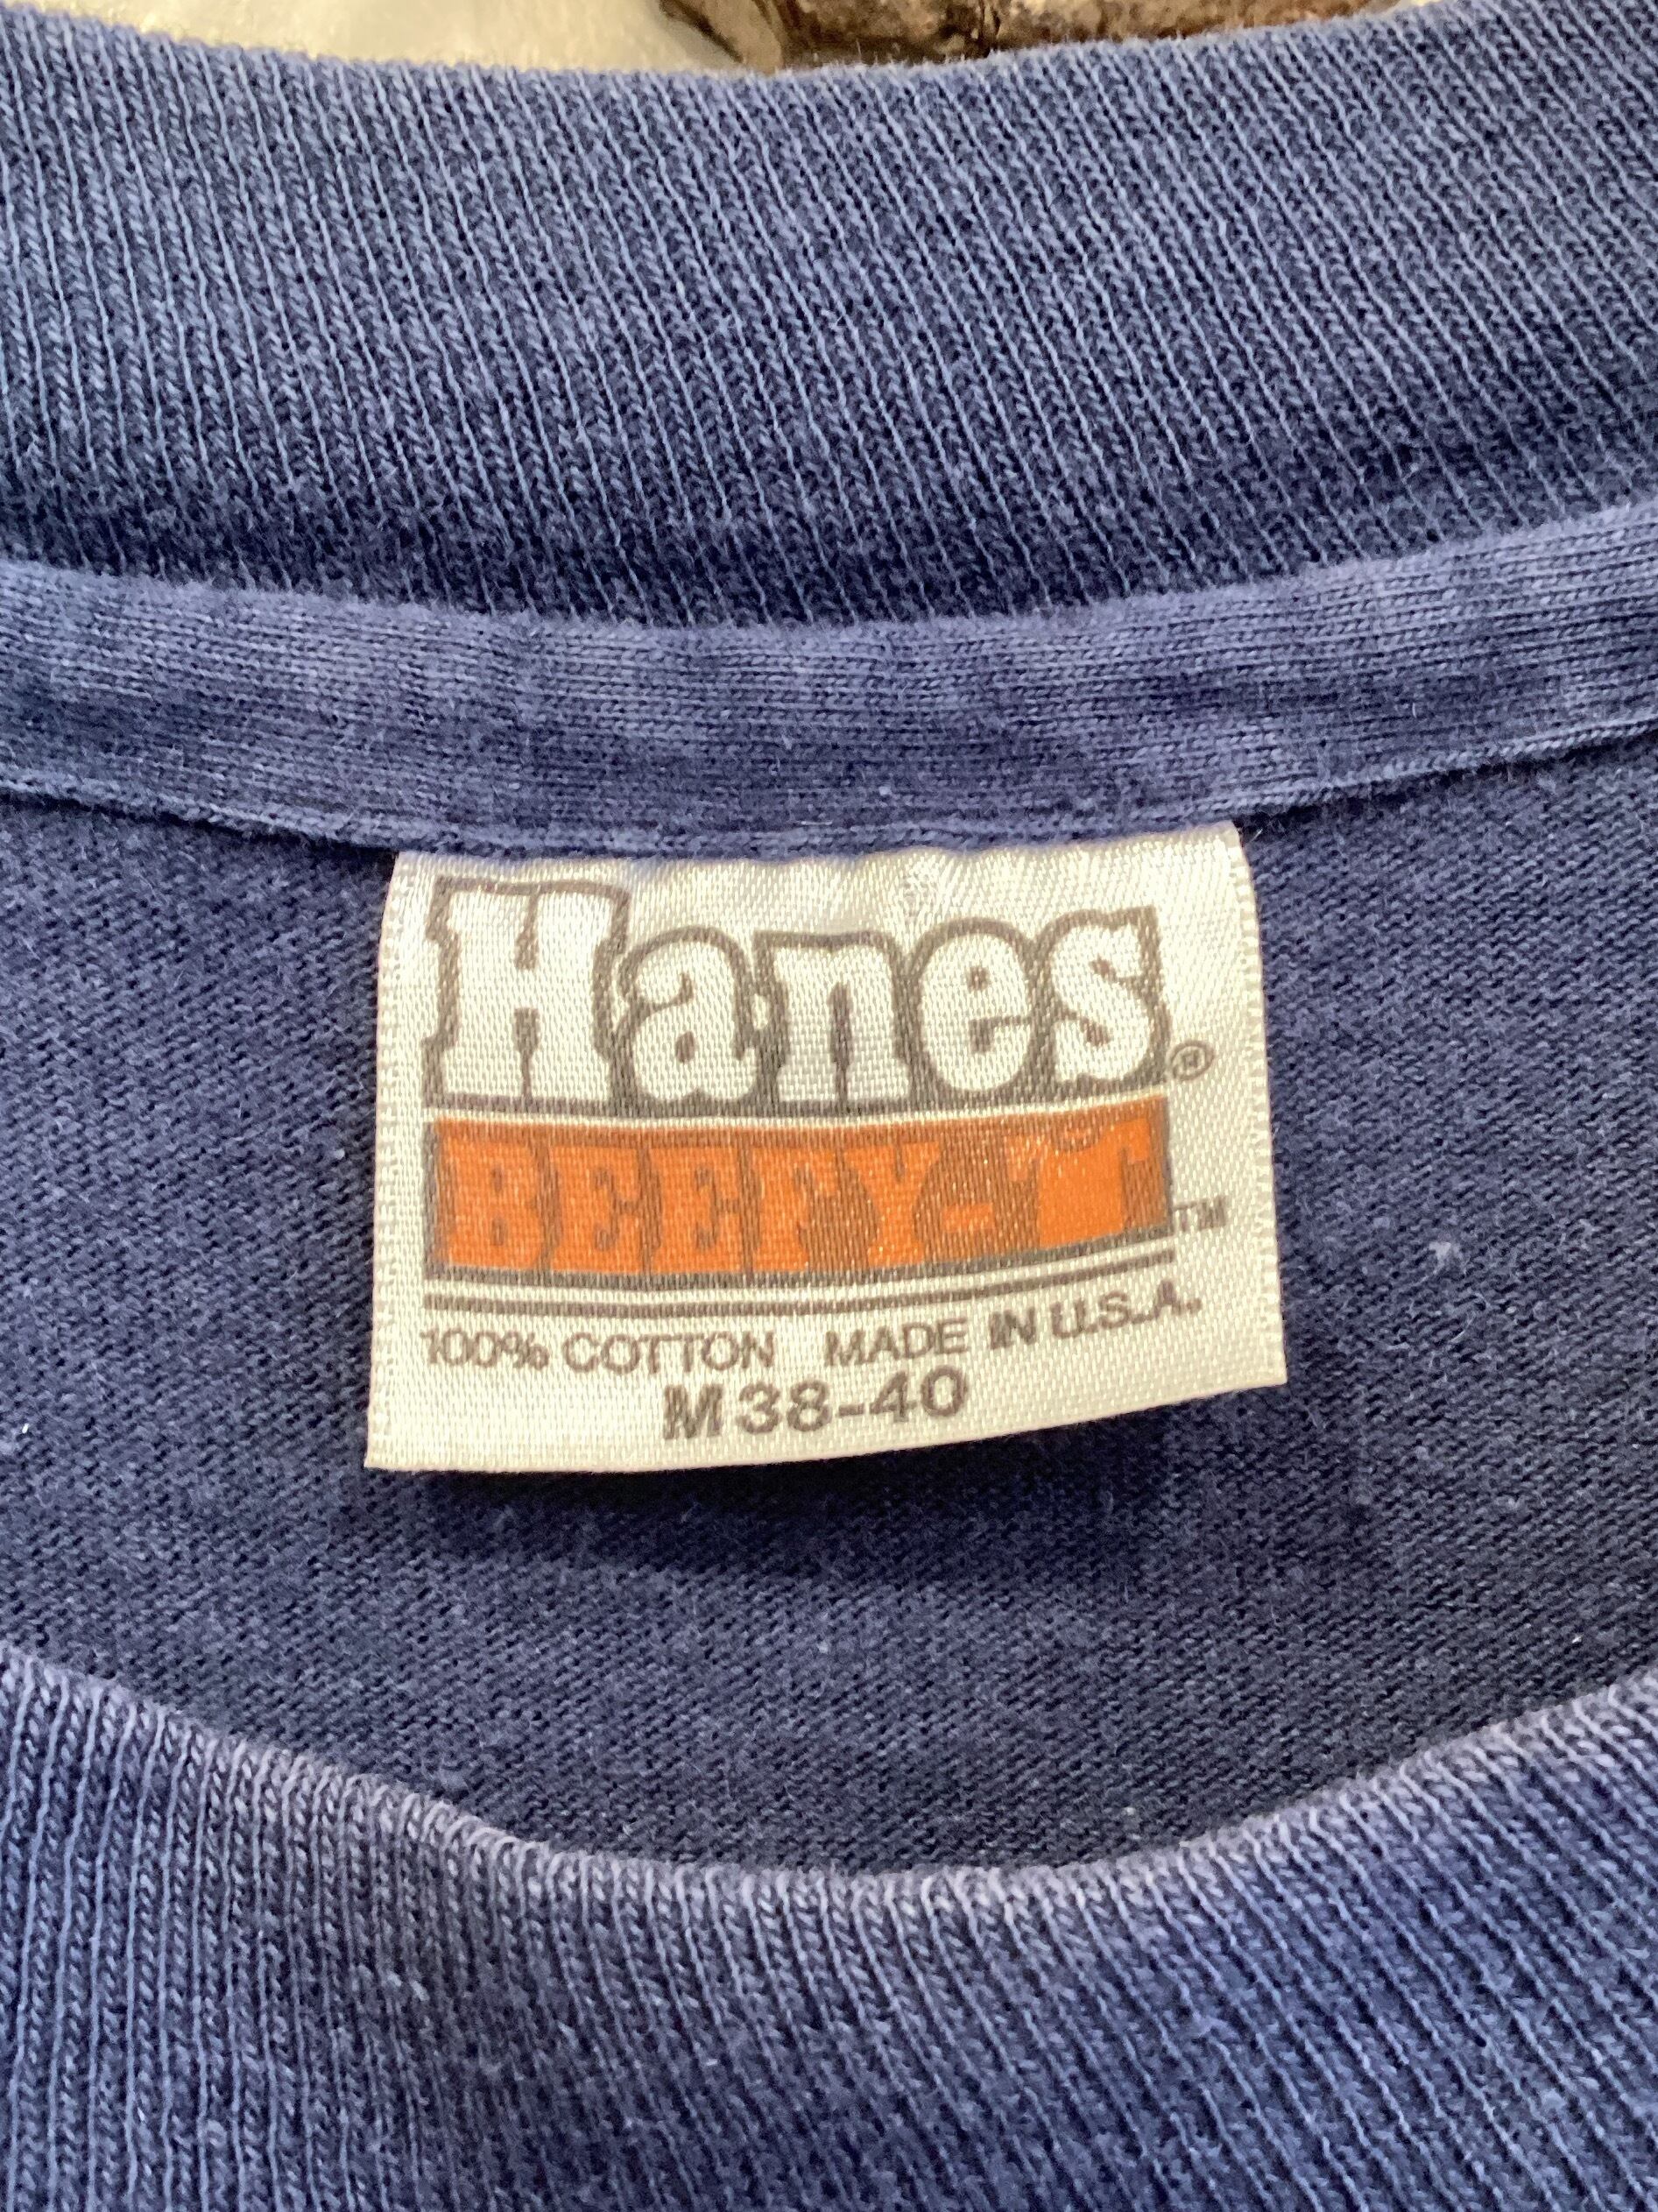 Hanes®
BEEFY-T™
100% COTTON MADE IN U.S.A.
M 38-40